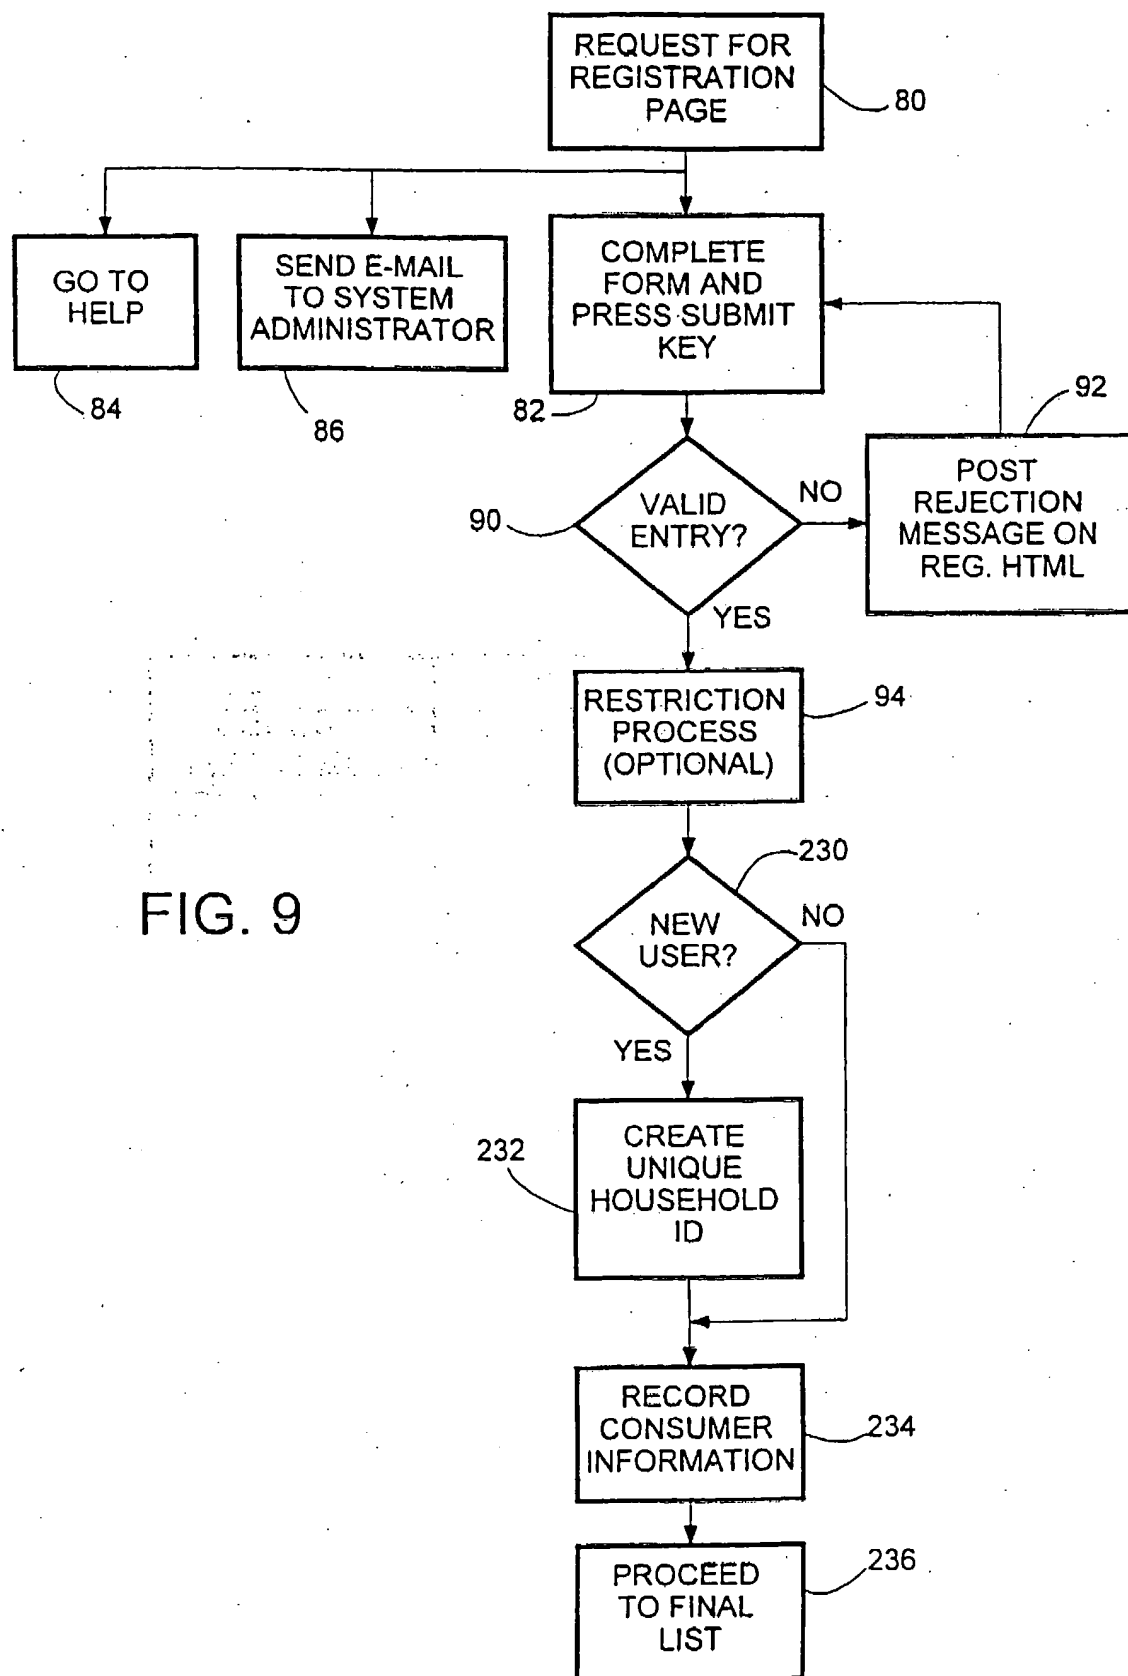 REQUEST FOR
REGISTRATION
PAGE
80
GO TO
HELP
84
SEND E-MAIL
TO SYSTEM
ADMINISTRATOR
86
COMPLETE
FORM AND
PRESS SUBMIT
KEY
82
92
POST
REJECTION
MESSAGE ON
REG. HTML
90
VALID
ENTRY?
NO
YES
RESTRICTION
PROCESS
(OPTIONAL)
94
230
NEW
USER?
NO
YES
FIG. 9
232
CREATE
UNIQUE
HOUSEHOLD
ID
RECORD
CONSUMER
INFORMATION
234
PROCEED
TO FINAL
LIST
236